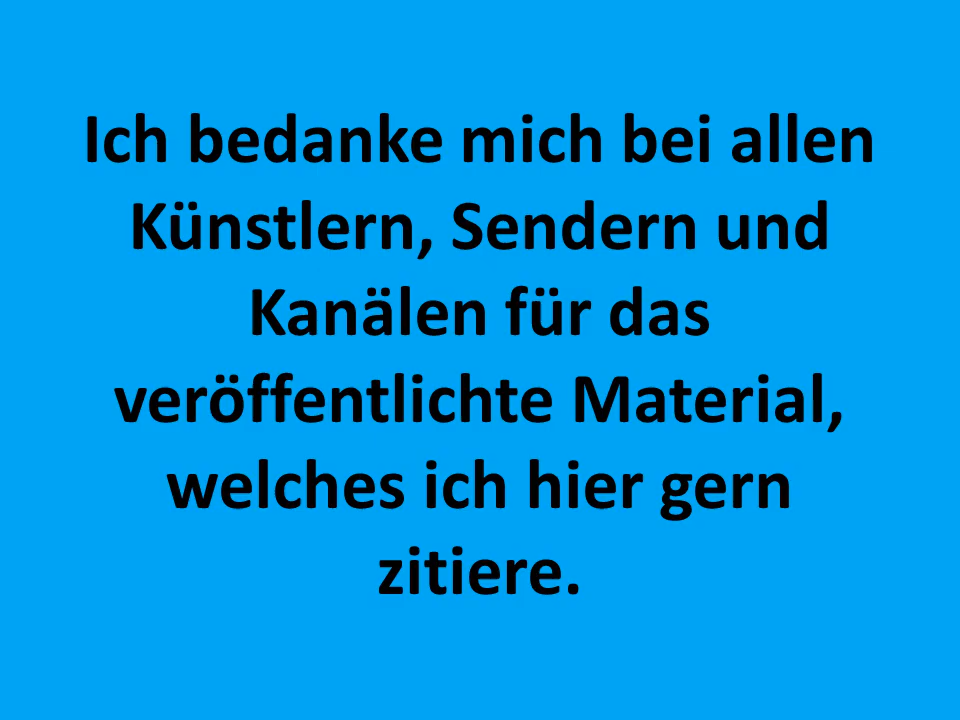 Ich bedanke mich bei allen
Künstlern, Sendern und
Kanälen für das
veröffentlichte Material,
welches ich hier gern
zitiere.